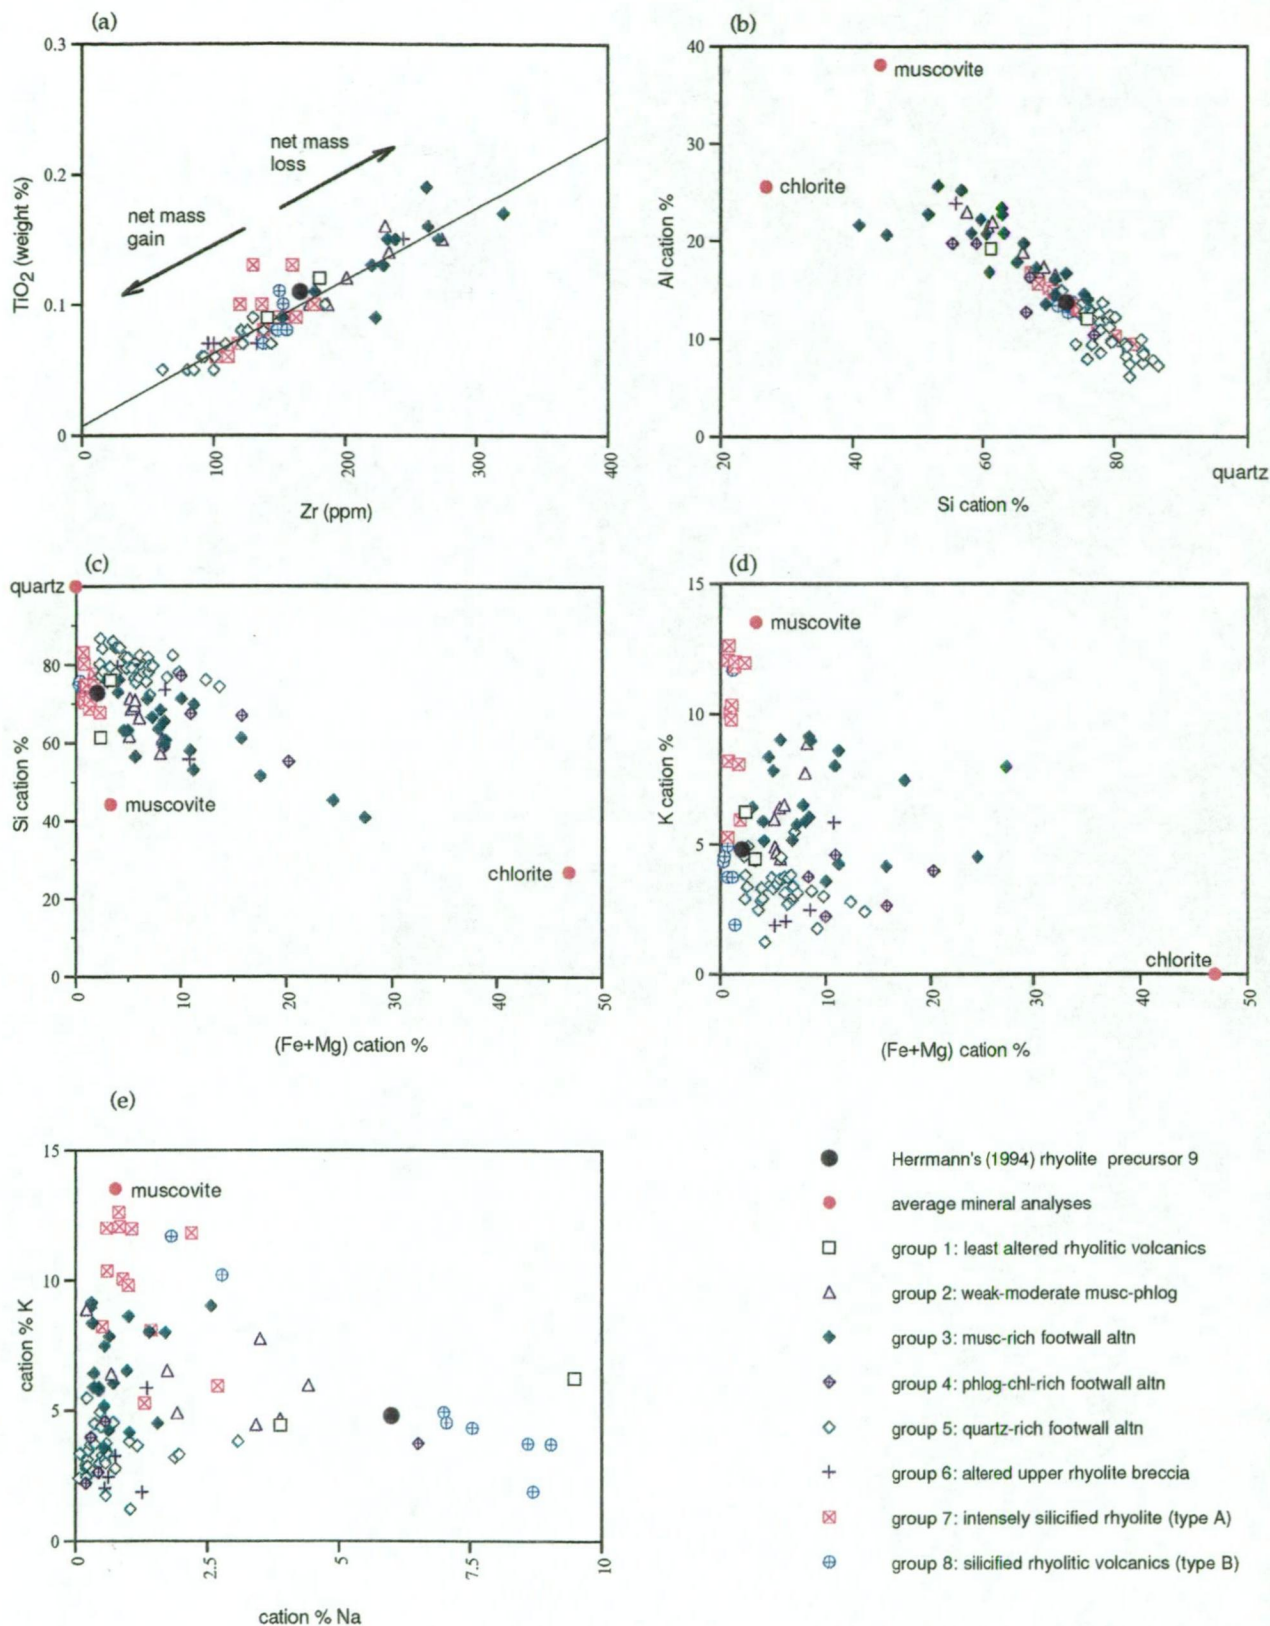 (a)
0.3
0.2
0.1
0
TiO2 (weight %)
net mass
loss
net mass
gain
0
100
200
300
400
Zr (ppm)
(b)
40
30
20
10
0
Al cation %
muscovite
chlorite
20
40
60
80
quartz
Si cation %
(c)
quartz
80
60
40
20
0
Si cation %
muscovite
chlorite
0
10
20
30
40
50
(Fe+Mg) cation %
(d)
15
10
5
0
K cation %
muscovite
chlorite
0
10
20
30
40
50
(Fe+Mg) cation %
(e)
15
10
5
0
cation % K
muscovite
0
2.5
5
7.5
10
cation % Na
Herrmann's (1994) rhyolite precursor 9
average mineral analyses
group 1: least altered rhyolitic volcanics
group 2: weak-moderate musc-phlog
group 3: musc-rich footwall altn
group 4: phlog-chl-rich footwall altn
group 5: quartz-rich footwall altn
group 6: altered upper rhyolite breccia
group 7: intensely silicified rhyolite (type A)
group 8: silicified rhyolitic volcanics (type B)